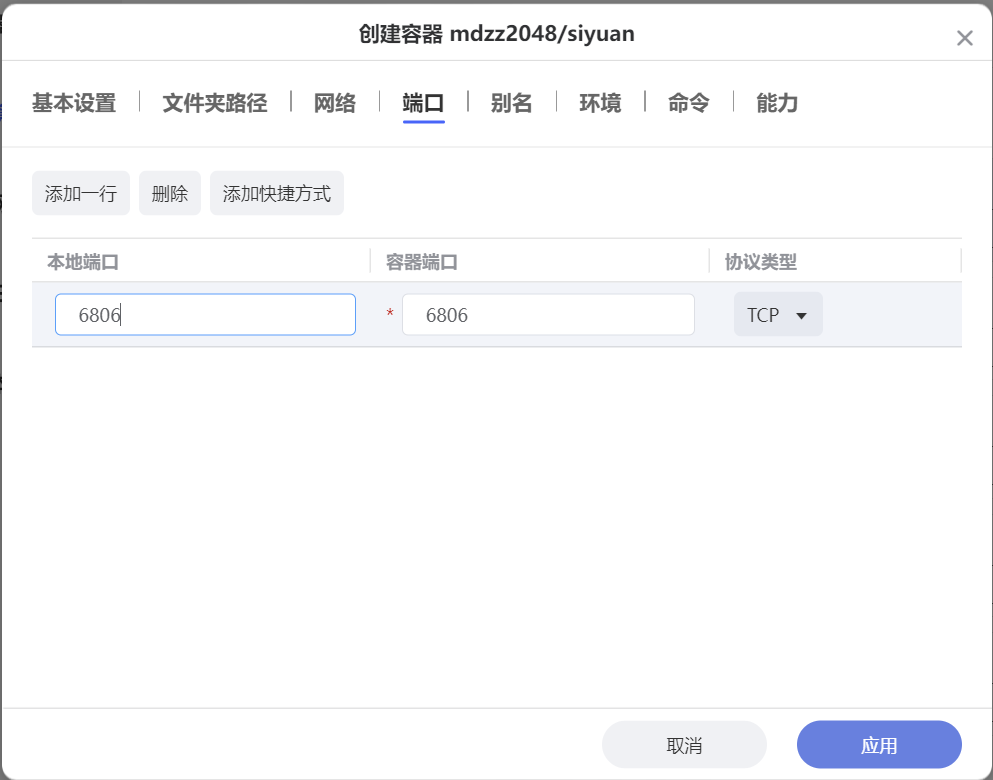 创建容器 mdzz2048/siyuan
基本设置 文件夹路径 网络 端口 别名 环境 命令 能力
添加一行 删除 添加快捷方式
本地端口 容器端口 协议类型
6806 * 6806 TCP
取消 应用